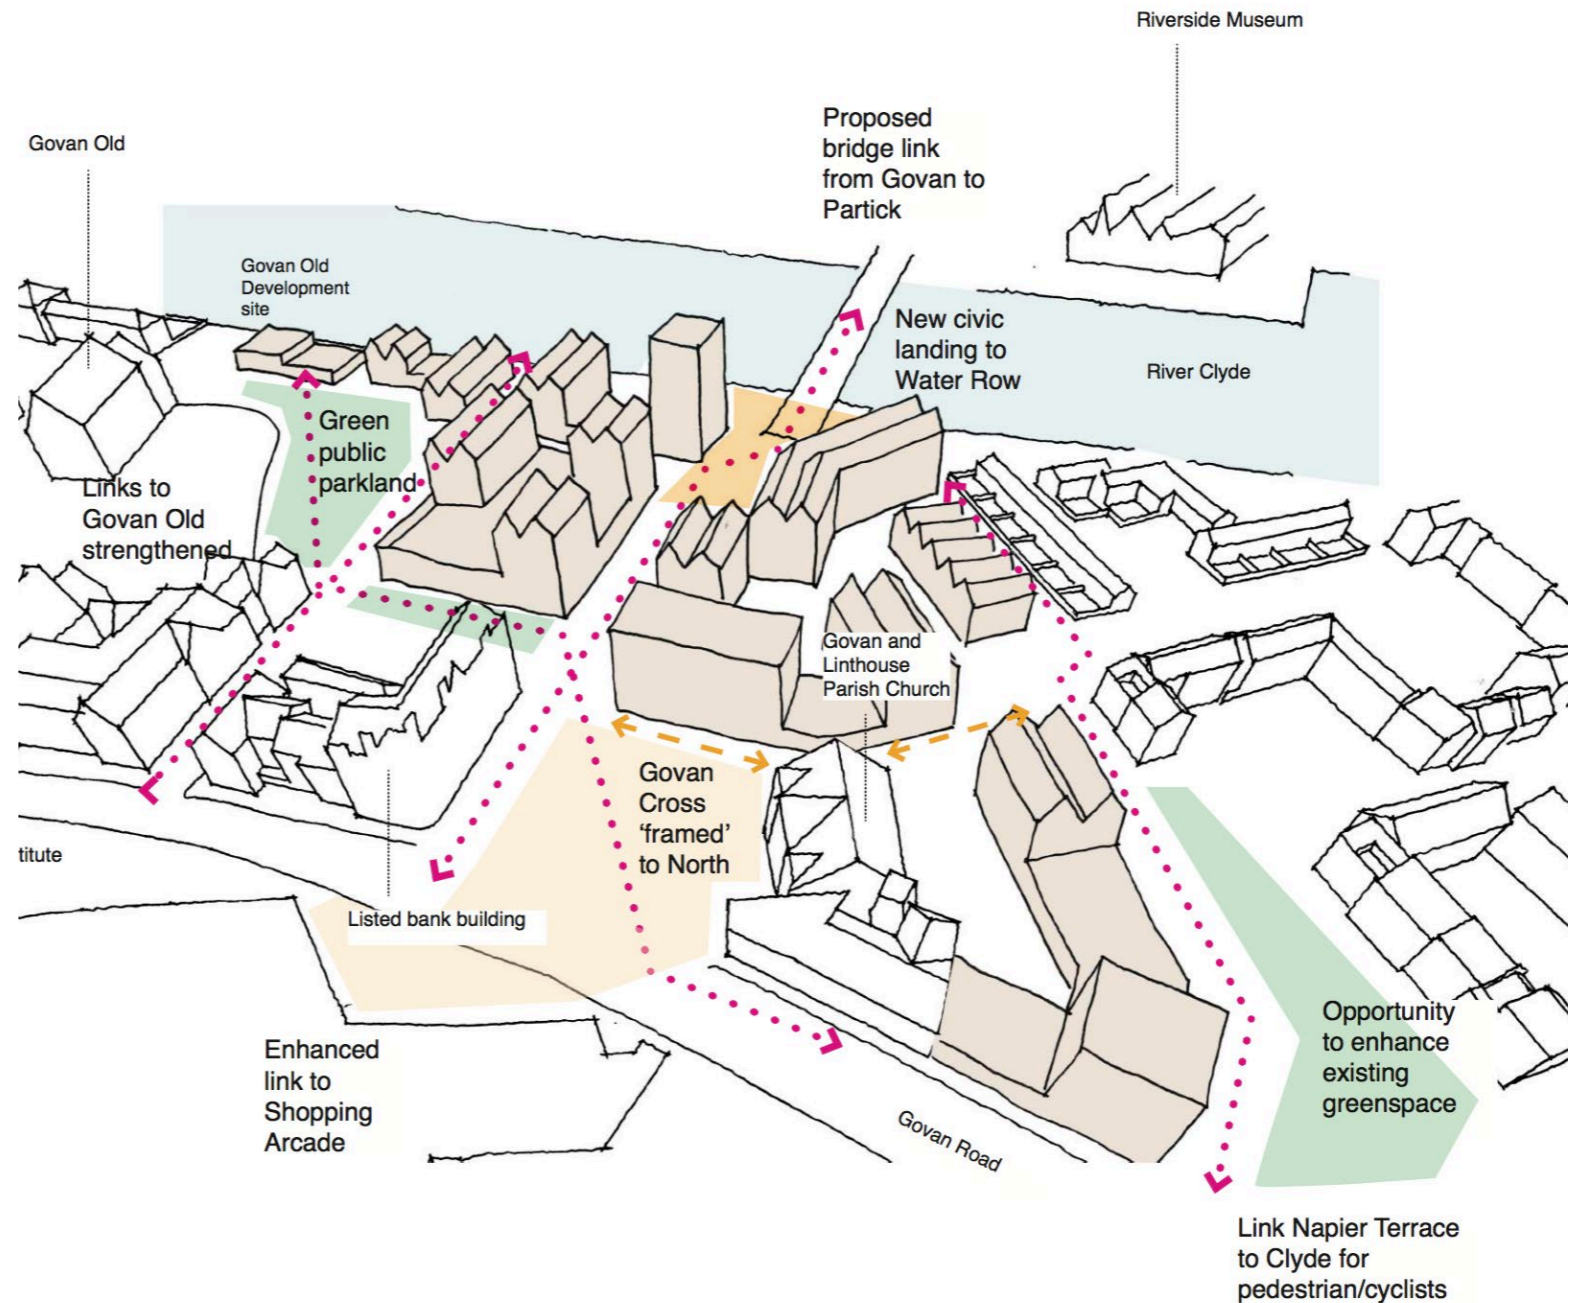 Riverside Museum
Proposed
bridge link
from Govan to
Partick
Govan Old
Govan Old
Development
site
New civic
landing to
Water Row
River Clyde
Green
public
parkland
Links to
Govan Old
strengthened
Govan and
Linthouse
Parish Church
Govan
Cross
‘framed’
to North
titute
Listed bank building
Enhanced
link to
Shopping
Arcade
Govan Road
Opportunity
to enhance
existing
greenspace
Link Napier Terrace
to Clyde for
pedestrian/cyclists